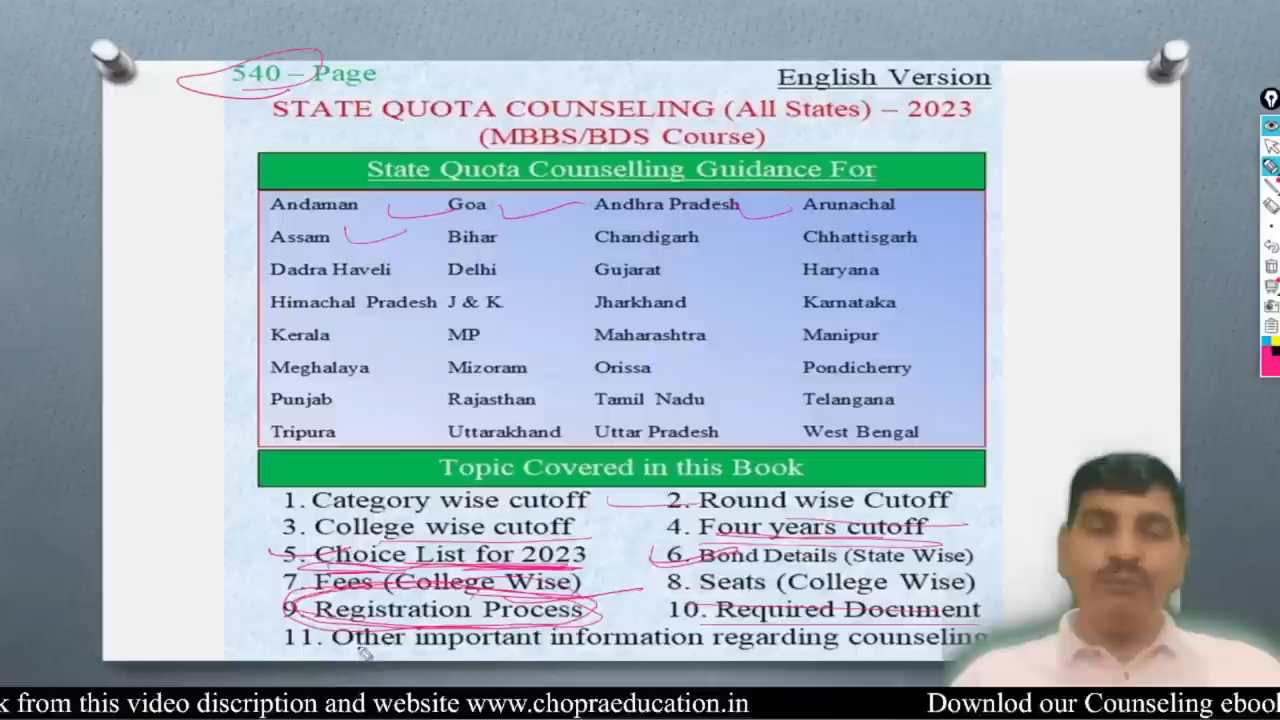 540 – Page
English Version
STATE QUOTA COUNSELING (All States) – 2023
(MBBS/BDS Course)
State Quota Counselling Guidance For
Andaman Goa Andhra Pradesh Arunachal
Assam Bihar Chandigarh Chhattisgarh
Dadra Haveli Delhi Gujarat Haryana
Himachal Pradesh J & K Jharkhand Karnataka
Kerala MP Maharashtra Manipur
Meghalaya Mizoram Orissa Pondicherry
Punjab Rajasthan Tamil Nadu Telangana
Tripura Uttarakhand Uttar Pradesh West Bengal
Topic Covered in this Book
1. Category wise cutoff 2. Round wise Cutoff
3. College wise cutoff 4. Four years cutoff
5. Choice List for 2023 6. Bond Details (State Wise)
7. Fees (College Wise) 8. Seats (College Wise)
9. Registration Process 10. Required Document
11. Other important information regarding counseling
k from this video discription and website www.chopraeducation.in Downlod our Counseling ebook